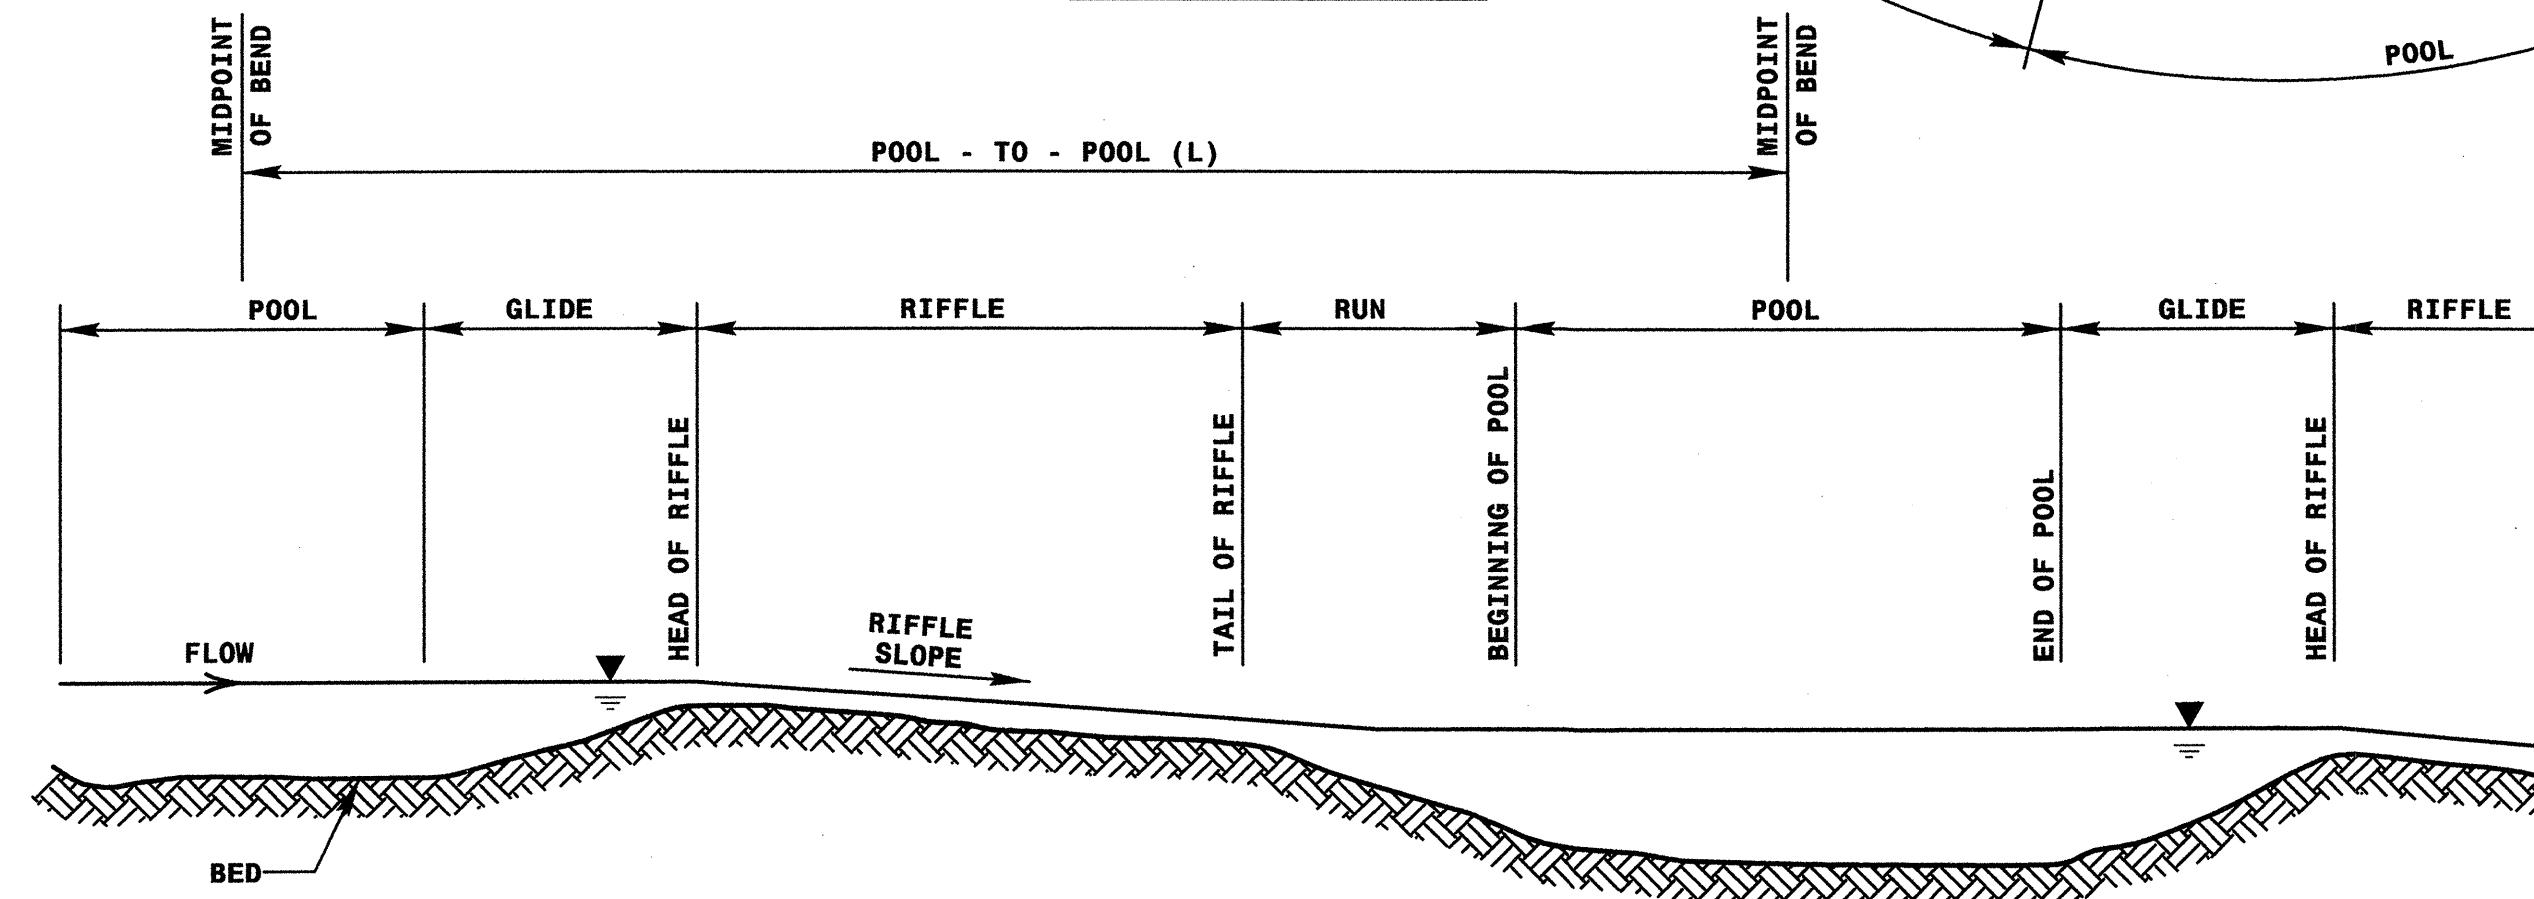 MIDPOINT
OF BEND
MIDPOINT
OF BEND
POOL
POOL - TO - POOL (L)
POOL
GLIDE
RIFFLE
RUN
POOL
GLIDE
RIFFLE
HEAD OF RIFFLE
TAIL OF RIFFLE
BEGINNING OF POOL
END OF POOL
HEAD OF RIFFLE
FLOW
RIFFLE
SLOPE
BED